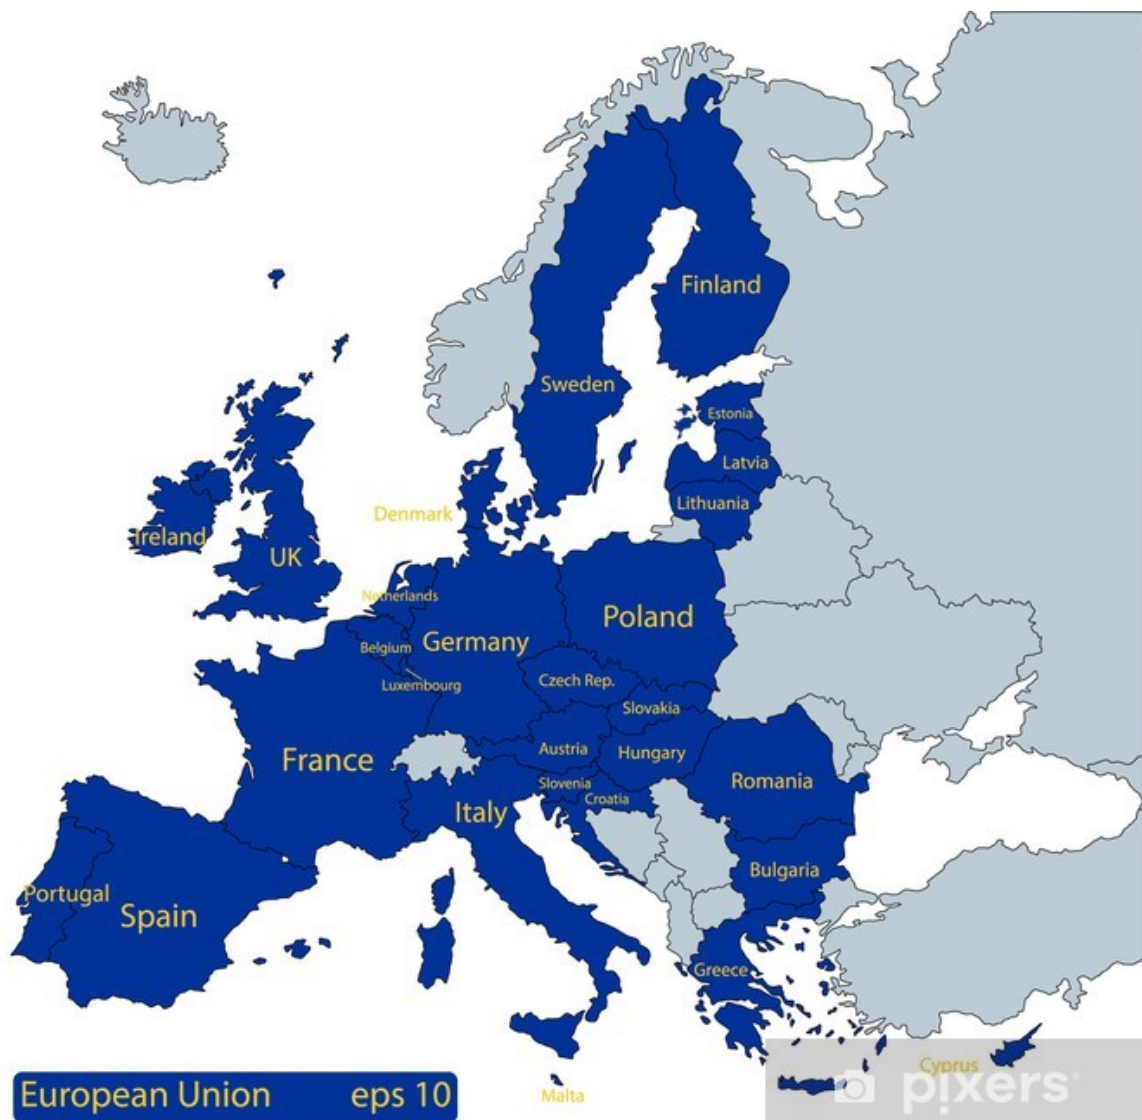 Finland
Sweden
Estonia
Latvia
Denmark
Lithuania
Ireland
UK
Netherlands
Poland
Germany
Belgium
Czech Rep.
Luxembourg
Slovakia
Austria
Hungary
France
Slovenia
Romania
Croatia
Italy
Bulgaria
Portugal
Spain
Greece
Cyprus
Malta
European Union eps 10
pixers